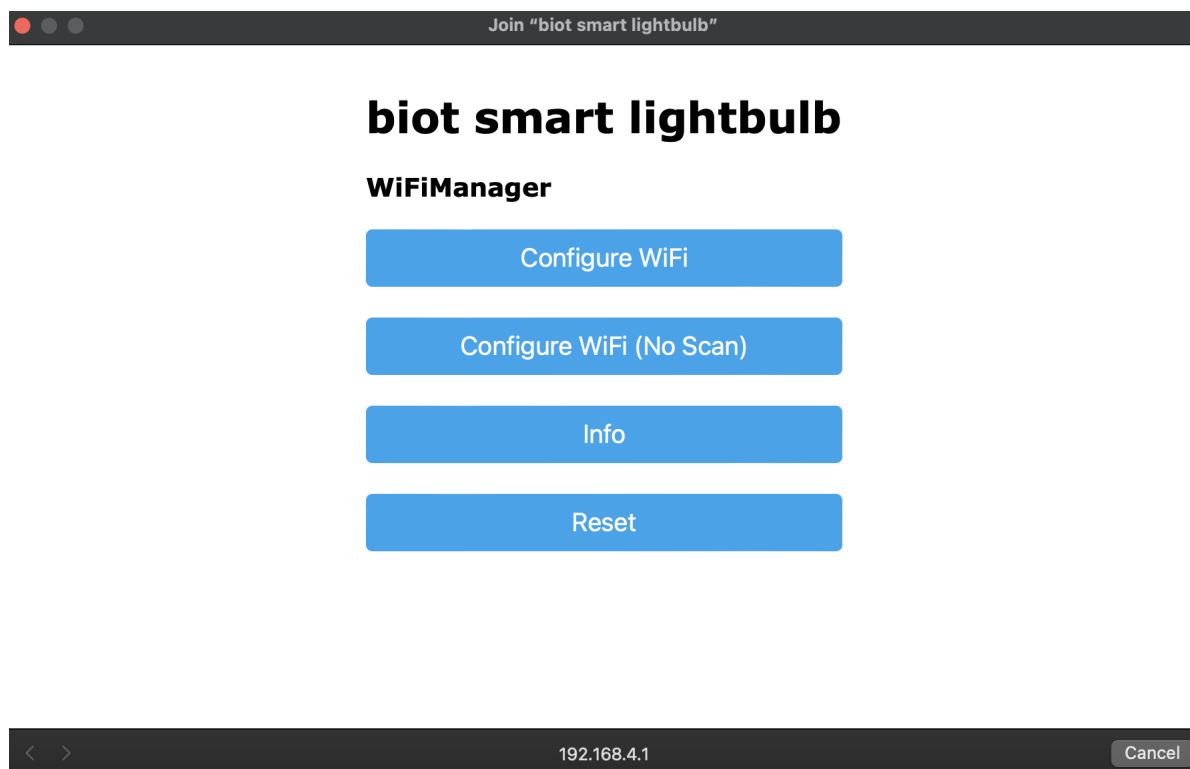 Join “biot smart lightbulb”
biot smart lightbulb
WiFiManager
Configure WiFi
Configure WiFi (No Scan)
Info
Reset
192.168.4.1
Cancel